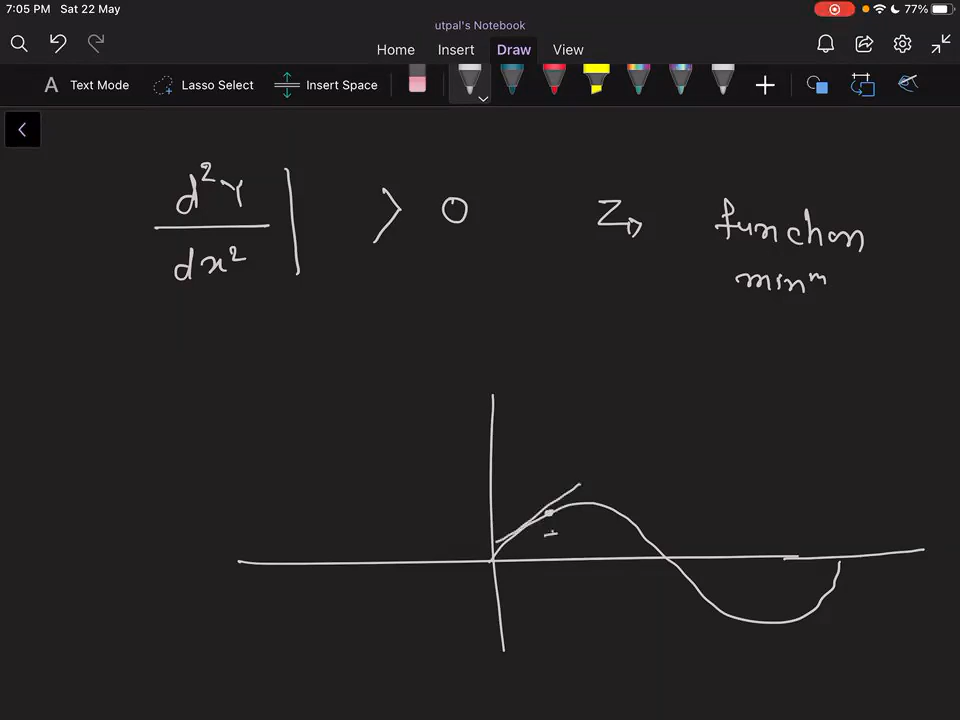 7:05 PM Sat 22 May
77%
utpal's Notebook
Home Insert Draw View
A Text Mode Lasso Select Insert Space
d²Y
dx²
> 0
function
minᵐ